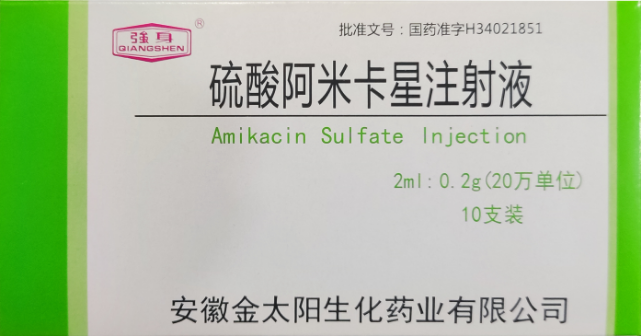 強身
QIANGSHEN®
批准文号：国药准字H34021851
硫酸阿米卡星注射液
Amikacin Sulfate Injection
2ml:0.2g(20万单位)
10支装
安徽金太阳生化药业有限公司